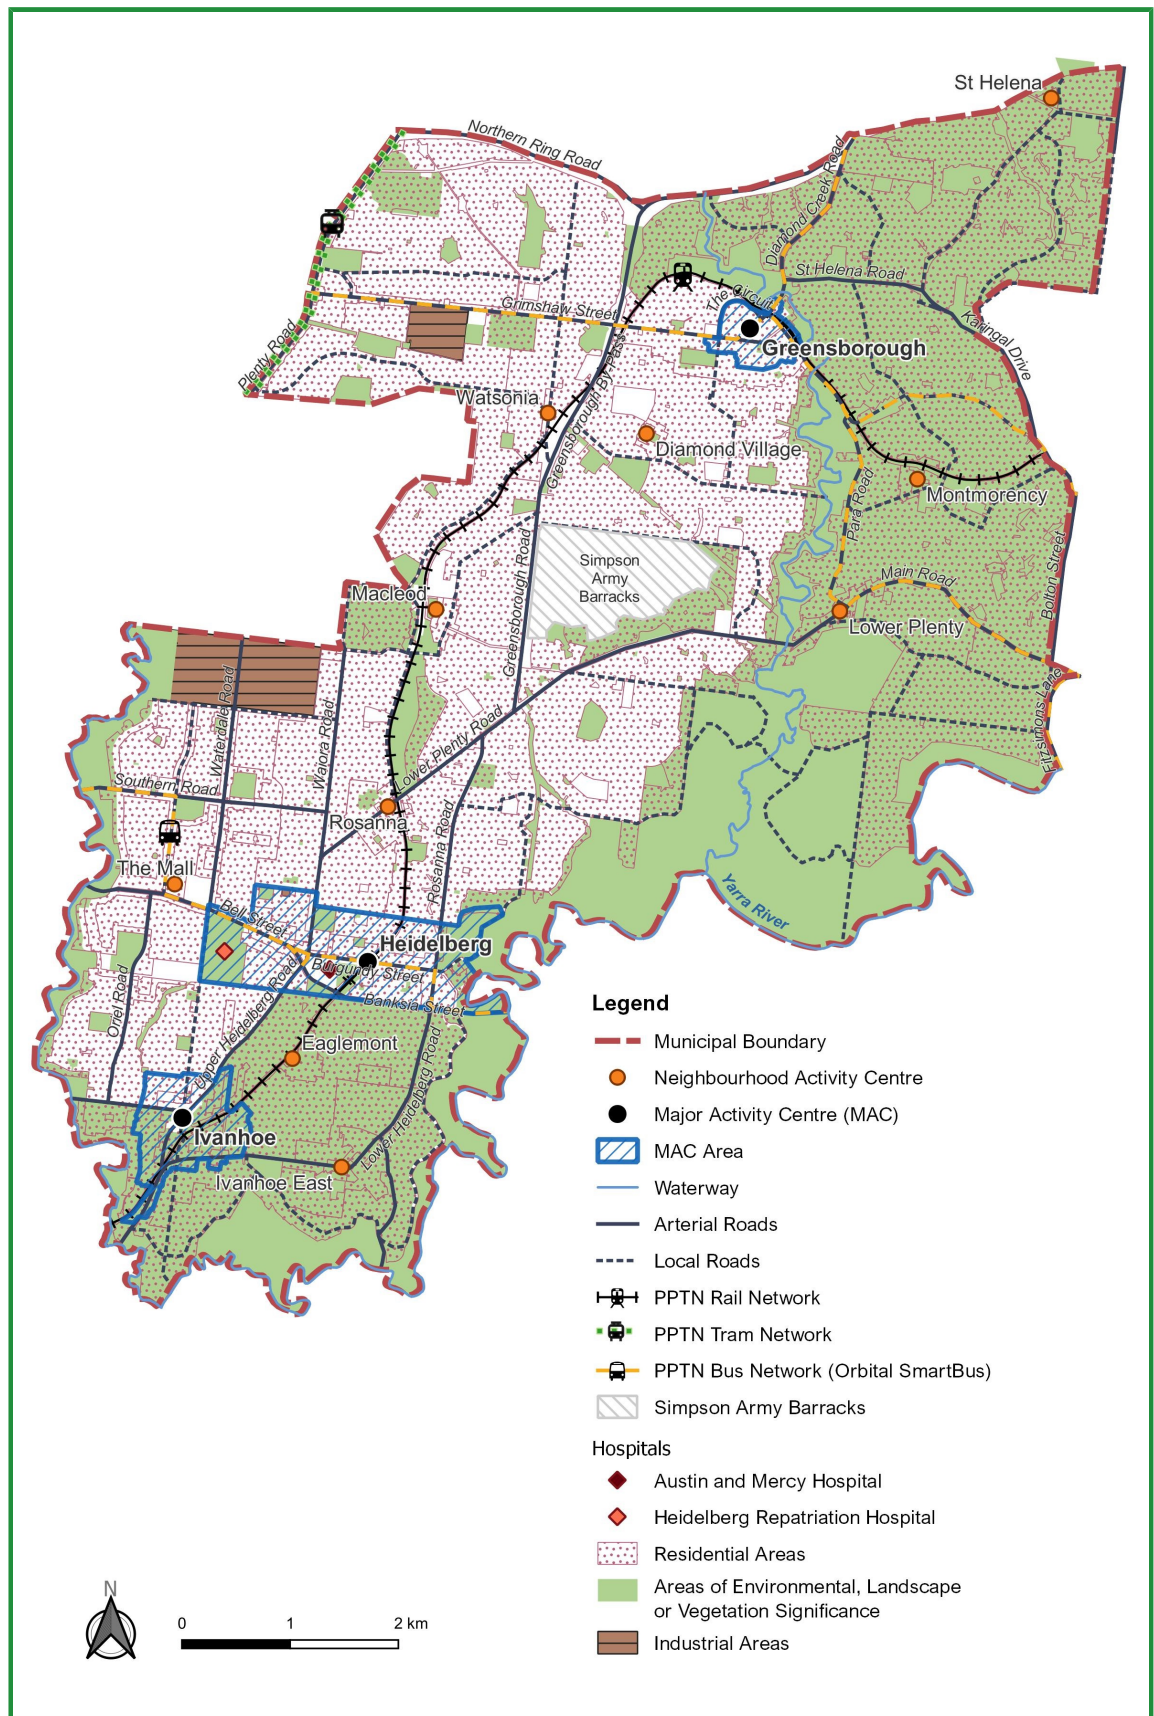 St Helena
Northern Ring Road
Diamond Creek Road
St Helena Road
The Circuit
Grimshaw Street
Karingal Drive
Plenty Road
Greensborough
Watsonia
Greensborough By-Pass
Diamond Village
Montmorency
Para Road
Simpson
Army
Barracks
Main Road
Bolton Street
Macleod
Greensborough Road
Lower Plenty
Waterdale Road
Waiora Road
Lower Plenty Road
Fitzsimons Lane
Southern Road
Rosanna
Rosanna Road
The Mall
Yarra River
Bell Street
Heidelberg
Burgundy Street
Oriel Road
Upper Heidelberg Road
Banksia Street
Eaglemont
Lower Heidelberg Road
Ivanhoe
Ivanhoe East
Legend
Municipal Boundary
Neighbourhood Activity Centre
Major Activity Centre (MAC)
MAC Area
Waterway
Arterial Roads
Local Roads
PPTN Rail Network
PPTN Tram Network
PPTN Bus Network (Orbital SmartBus)
Simpson Army Barracks
Hospitals
Austin and Mercy Hospital
Heidelberg Repatriation Hospital
Residential Areas
Areas of Environmental, Landscape
or Vegetation Significance
Industrial Areas
N
0 1 2 km